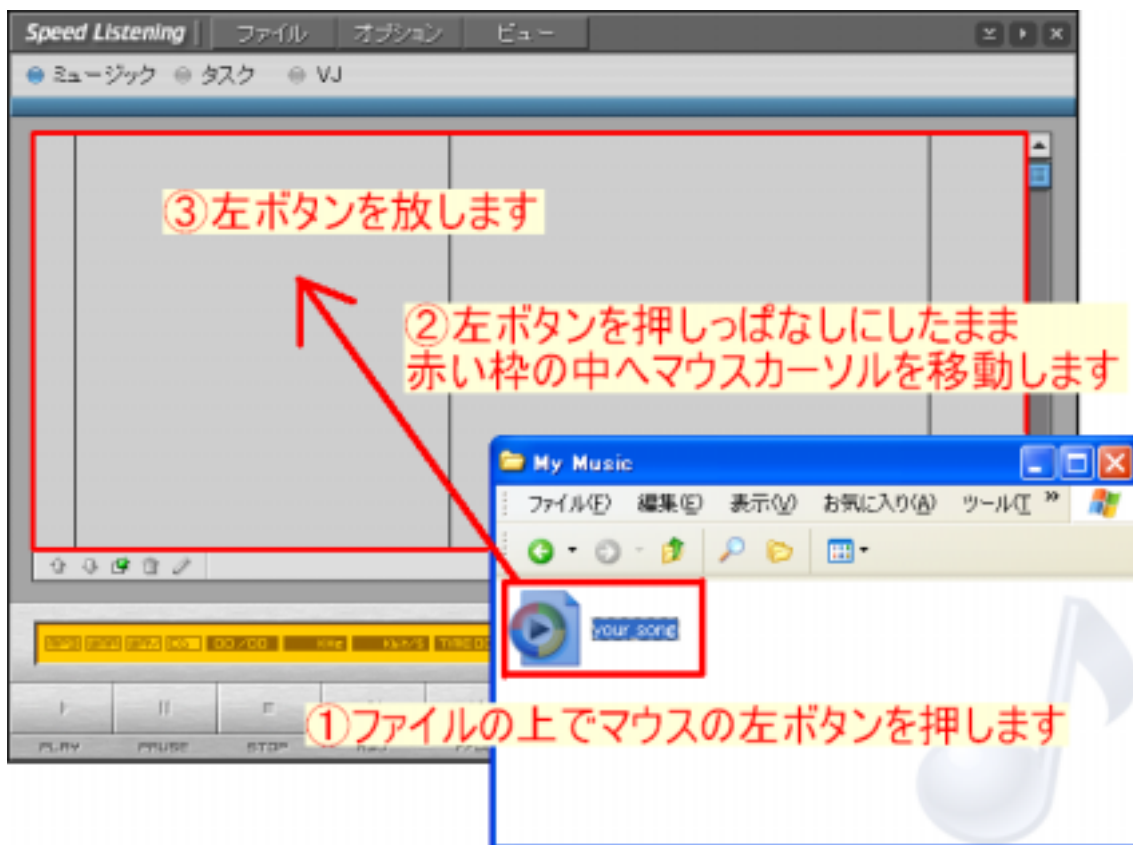 Speed Listening
ファイル
オプション
ビュー
ミュージック
タスク
VJ
③左ボタンを放します
②左ボタンを押しっぱなしにしたまま
赤い枠の中へマウスカーソルを移動します
My Music
ファイル(F) 編集(E) 表示(V) お気に入り(A) ツール(T »
your song
00/00
KHz
Kbit/s
TIME
①ファイルの上でマウスの左ボタンを押します
PLAY
PAUSE
STOP